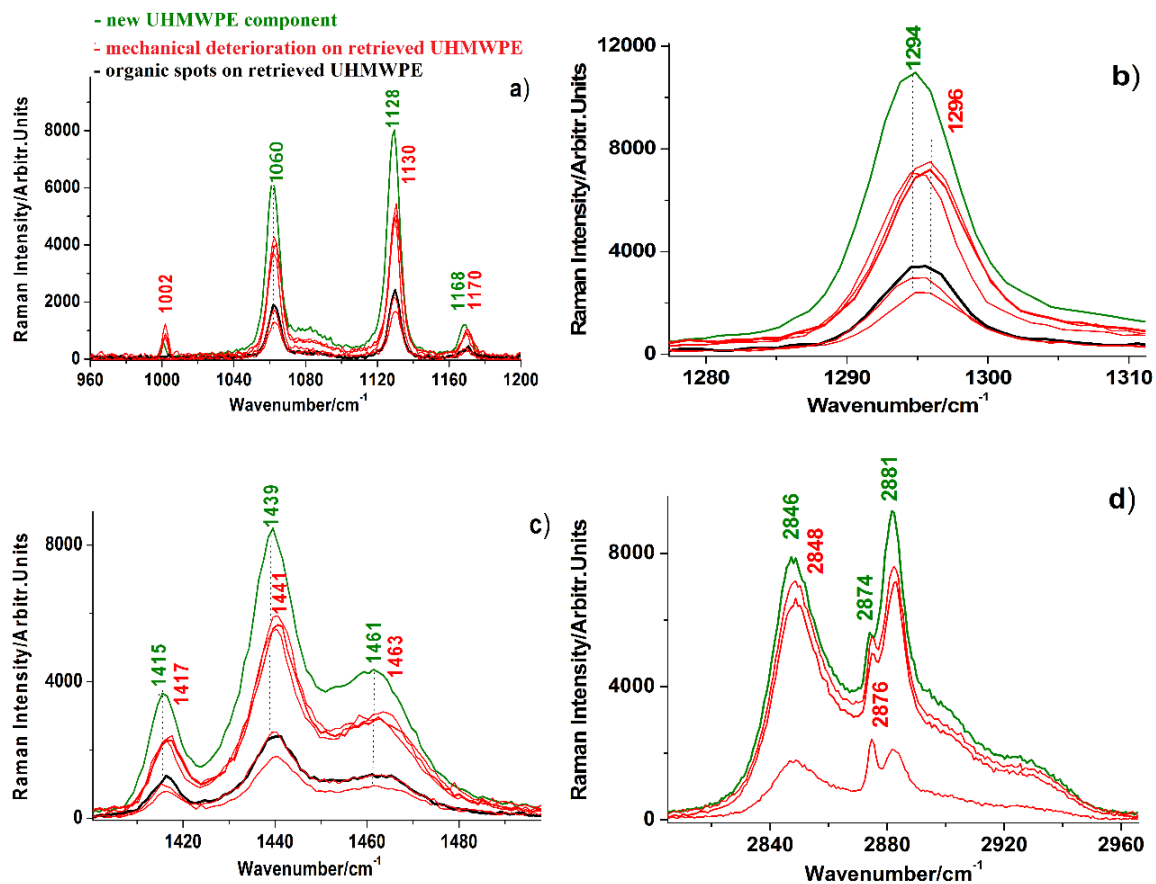 - new UHMWPE component
- mechanical deterioration on retrieved UHMWPE
- organic spots on retrieved UHMWPE
a)
Raman Intensity/Arbitr.Units
8000
6000
4000
2000
0
1002
1060
1128
1130
1168
1170
960 1000 1040 1080 1120 1160 1200
Wavenumber/cm-1
b)
Raman Intensity/Arbitr.Units
12000
8000
4000
0
1294
1296
1280 1290 1300 1310
Wavenumber/cm-1
c)
Raman Intensity/Arbitr.Units
8000
4000
0
1415
1417
1439
1441
1461
1463
1420 1440 1460 1480
Wavenumber/cm-1
d)
Raman Intensity/Arbitr.Units
8000
4000
0
2846
2848
2874
2876
2881
2840 2880 2920 2960
Wavenumber/cm-1